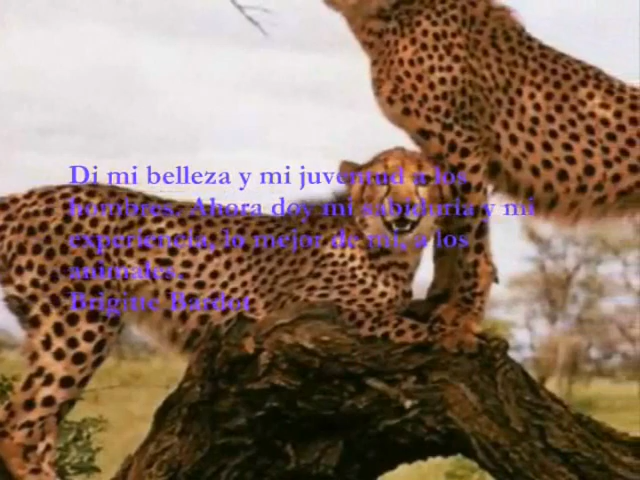 Di mi belleza y mi juventud a los
hombres. Ahora doy mi sabiduria y mi
experiencia, lo mejor de mi, a los
animales.
Brigitte Bardot